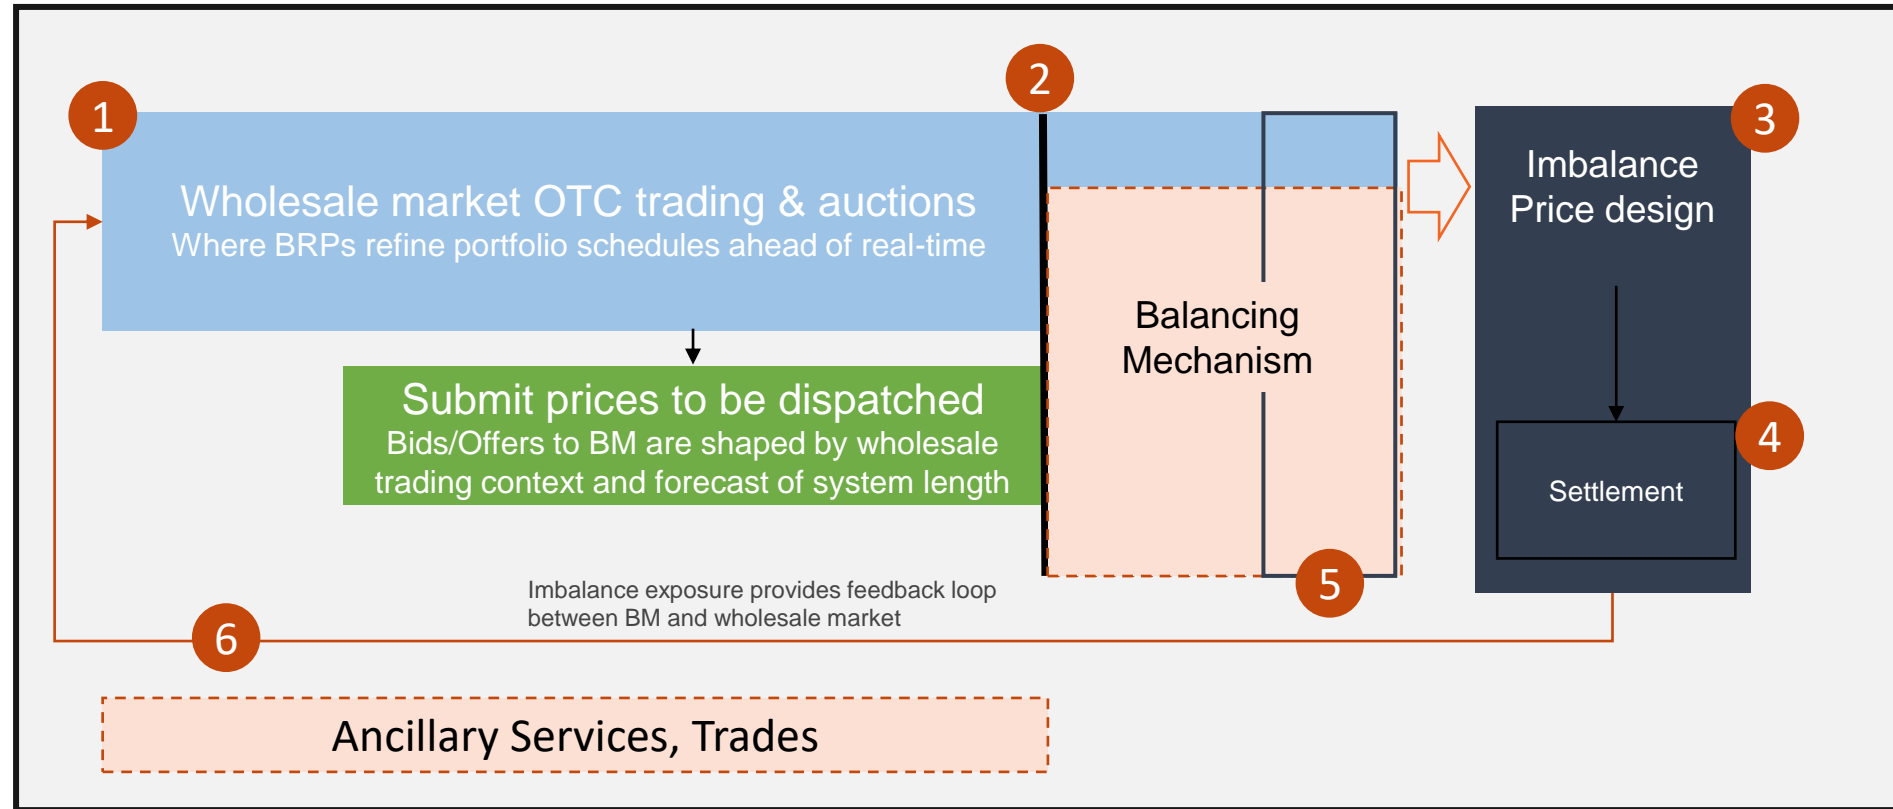 1
Wholesale market OTC trading & auctions
Where BRPs refine portfolio schedules ahead of real-time
Submit prices to be dispatched
Bids/Offers to BM are shaped by wholesale
trading context and forecast of system length
2
Balancing
Mechanism
3
Imbalance
Price design
4
Settlement
5
Imbalance exposure provides feedback loop
between BM and wholesale market
6
Ancillary Services, Trades